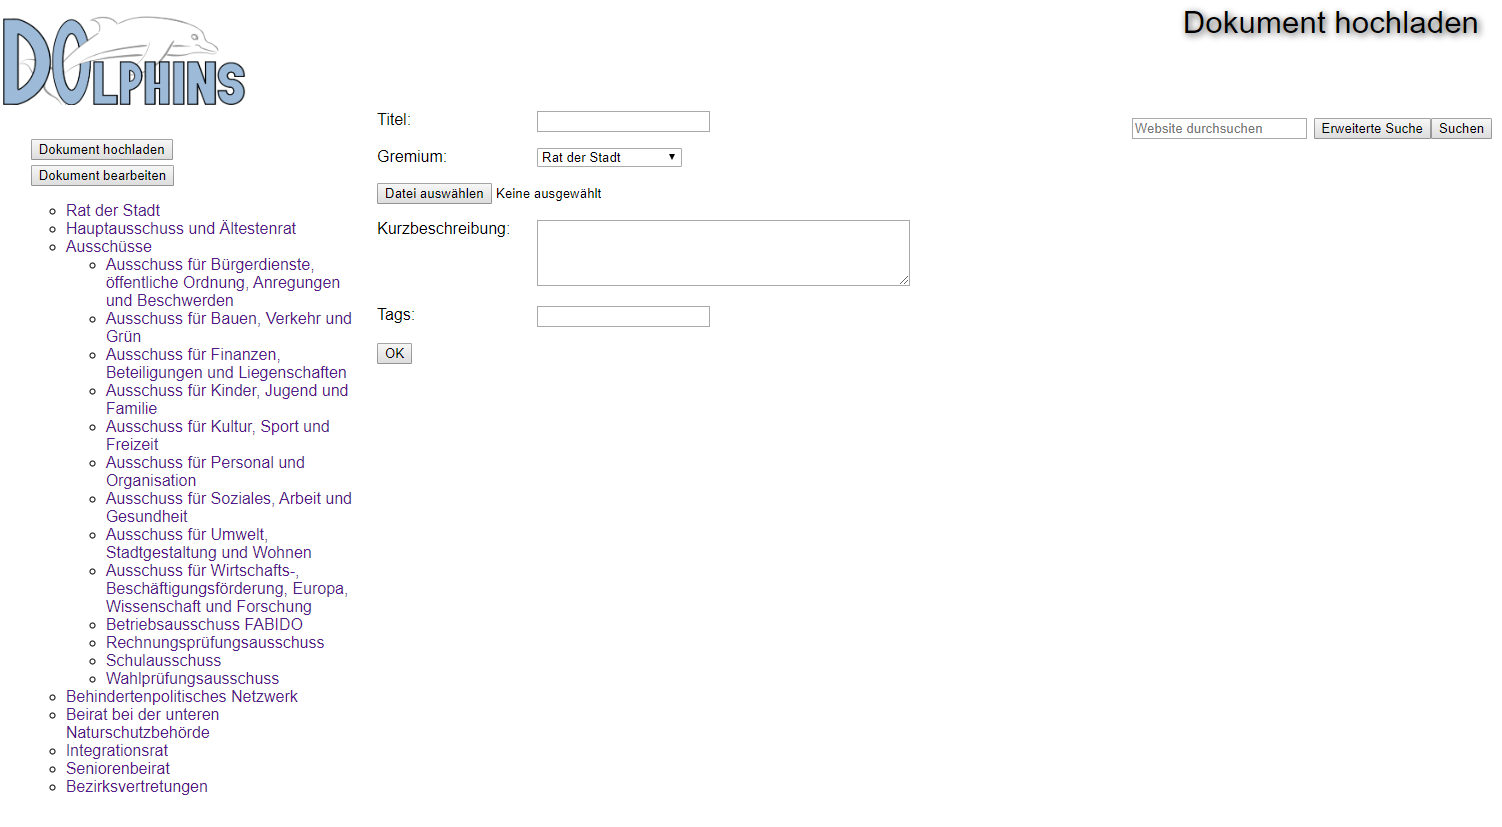 DOLPHINS
Dokument hochladen
Titel:
Website durchsuchen Erweiterte Suche Suchen
Dokument hochladen
Gremium: Rat der Stadt
Dokument bearbeiten
Datei auswählen Keine ausgewählt
Kurzbeschreibung:
Tags:
OK
Rat der Stadt
Hauptausschuss und Ältestenrat
Ausschüsse
Ausschuss für Bürgerdienste,
öffentliche Ordnung, Anregungen
und Beschwerden
Ausschuss für Bauen, Verkehr und
Grün
Ausschuss für Finanzen,
Beteiligungen und Liegenschaften
Ausschuss für Kinder, Jugend und
Familie
Ausschuss für Kultur, Sport und
Freizeit
Ausschuss für Personal und
Organisation
Ausschuss für Soziales, Arbeit und
Gesundheit
Ausschuss für Umwelt,
Stadtgestaltung und Wohnen
Ausschuss für Wirtschafts-,
Beschäftigungsförderung, Europa,
Wissenschaft und Forschung
Betriebsausschuss FABIDO
Rechnungsprüfungsausschuss
Schulausschuss
Wahlprüfungsausschuss
Behindertenpolitisches Netzwerk
Beirat bei der unteren
Naturschutzbehörde
Integrationsrat
Seniorenbeirat
Bezirksvertretungen